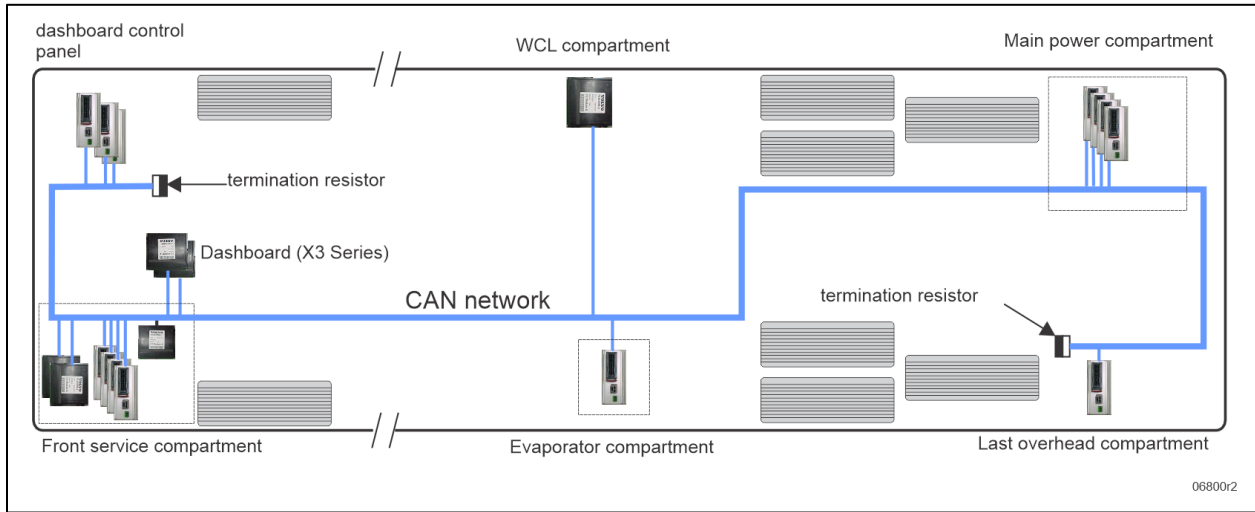 dashboard control
panel
WCL compartment
Main power compartment
termination resistor
Dashboard (X3 Series)
CAN network
termination resistor
Front service compartment
Evaporator compartment
Last overhead compartment
06800r2